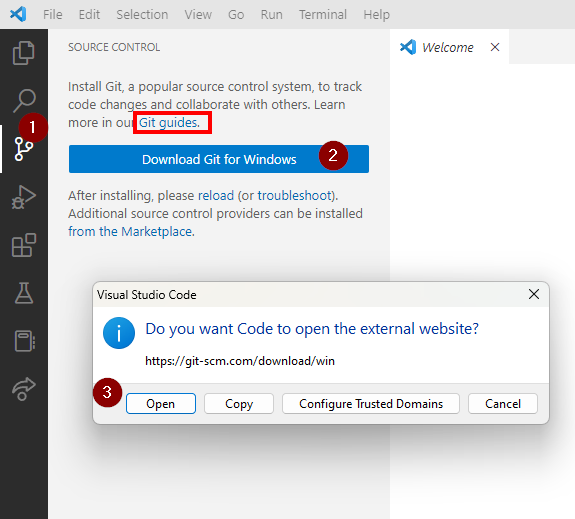 File Edit Selection View Go Run Terminal Help
SOURCE CONTROL
Welcome
Install Git, a popular source control system, to track
code changes and collaborate with others. Learn
more in our Git guides.
1
Download Git for Windows 2
After installing, please reload (or troubleshoot).
Additional source control providers can be installed
from the Marketplace.
Visual Studio Code
Do you want Code to open the external website?
https://git-scm.com/download/win
3
Open Copy Configure Trusted Domains Cancel